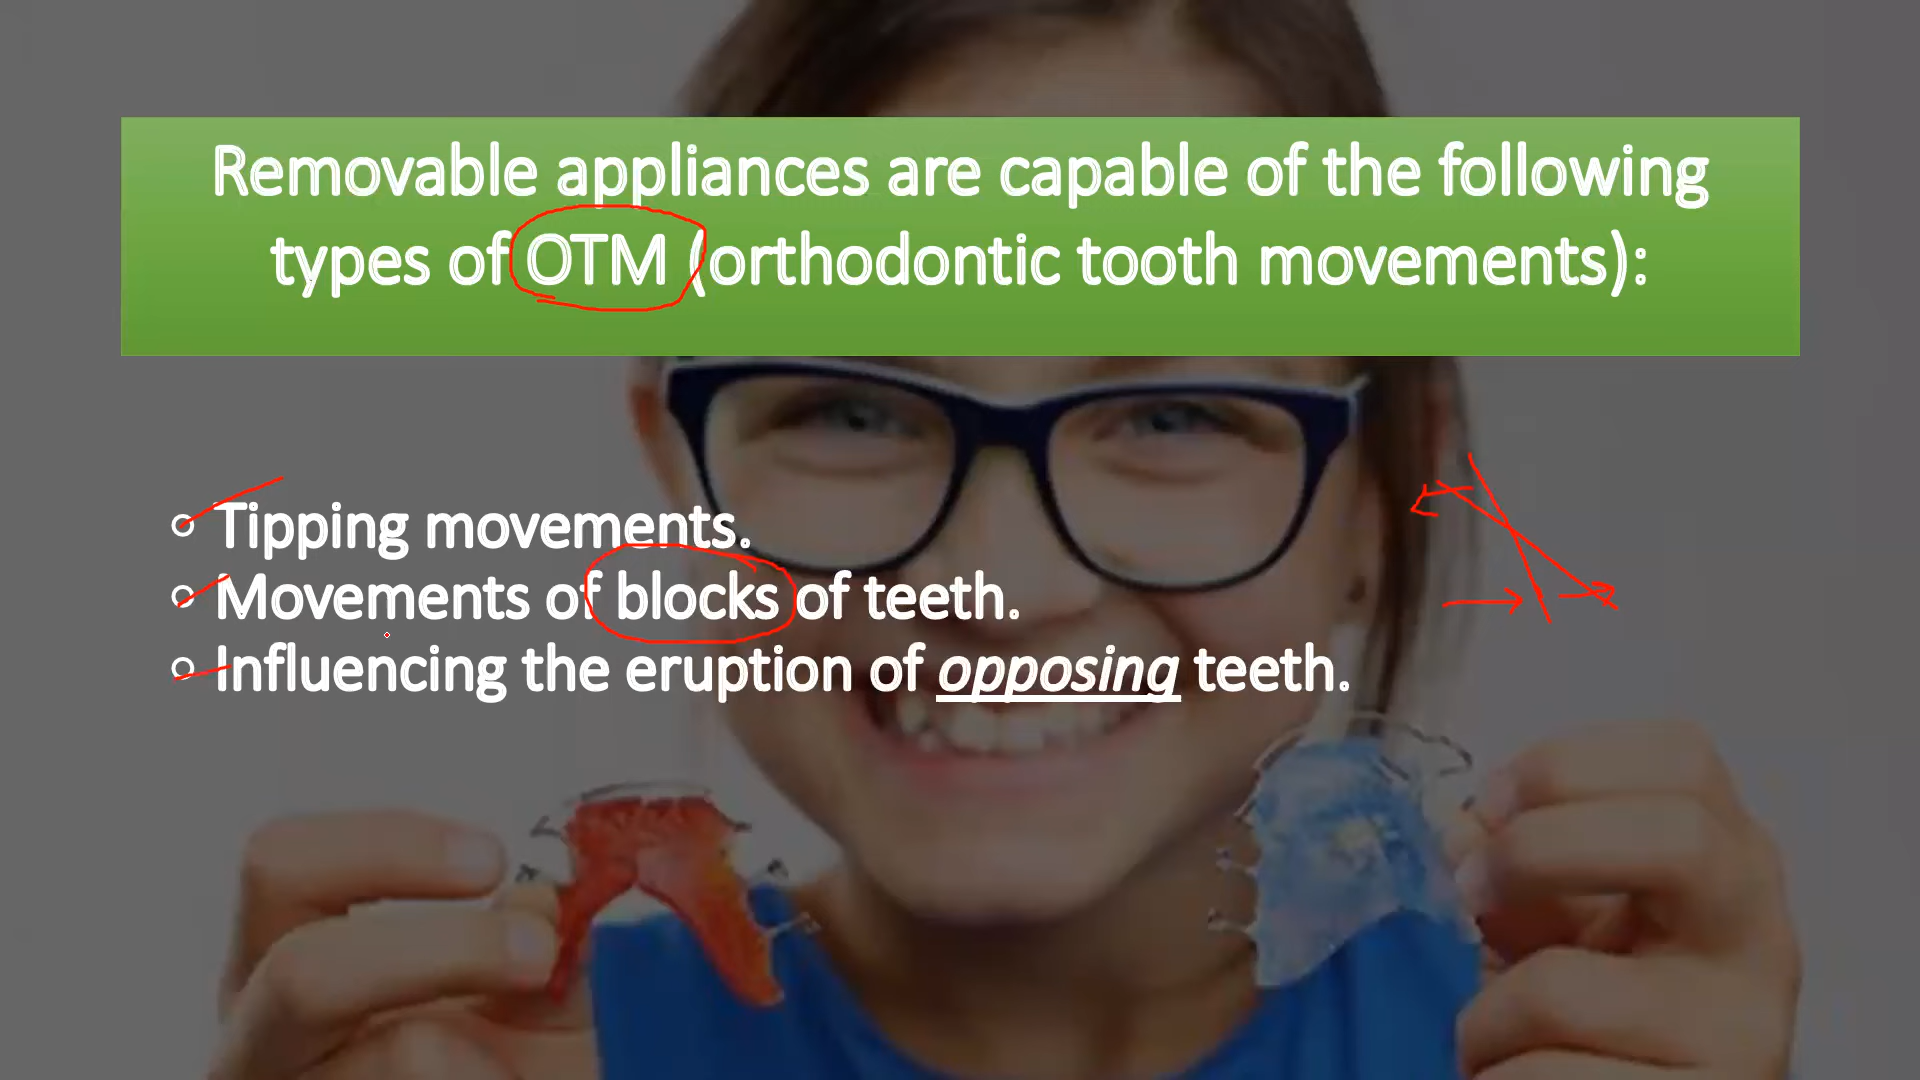 Removable appliances are capable of the following
types of OTM (orthodontic tooth movements):
Tipping movements.
Movements of blocks of teeth.
Influencing the eruption of opposing teeth.